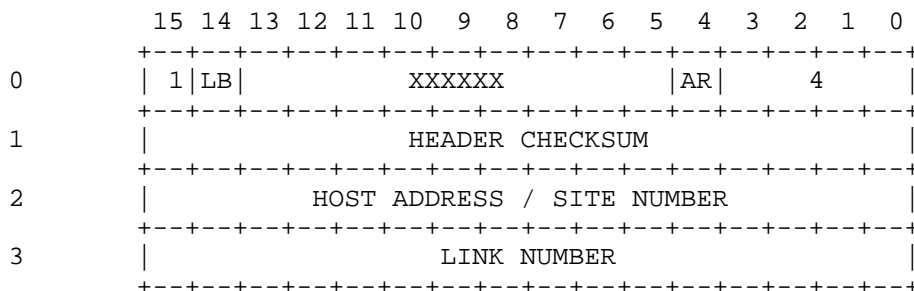 15 14 13 12 11 10 9 8 7 6 5 4 3 2 1 0
+--+--+--+--+--+--+--+--+--+--+--+--+--+--+--+--+
0 | 1|LB| XXXXXX |AR| 4 |
+--+--+--+--+--+--+--+--+--+--+--+--+--+--+--+--+
1 | HEADER CHECKSUM |
+--+--+--+--+--+--+--+--+--+--+--+--+--+--+--+--+
2 | HOST ADDRESS / SITE NUMBER |
+--+--+--+--+--+--+--+--+--+--+--+--+--+--+--+--+
3 | LINK NUMBER |
+--+--+--+--+--+--+--+--+--+--+--+--+--+--+--+--+